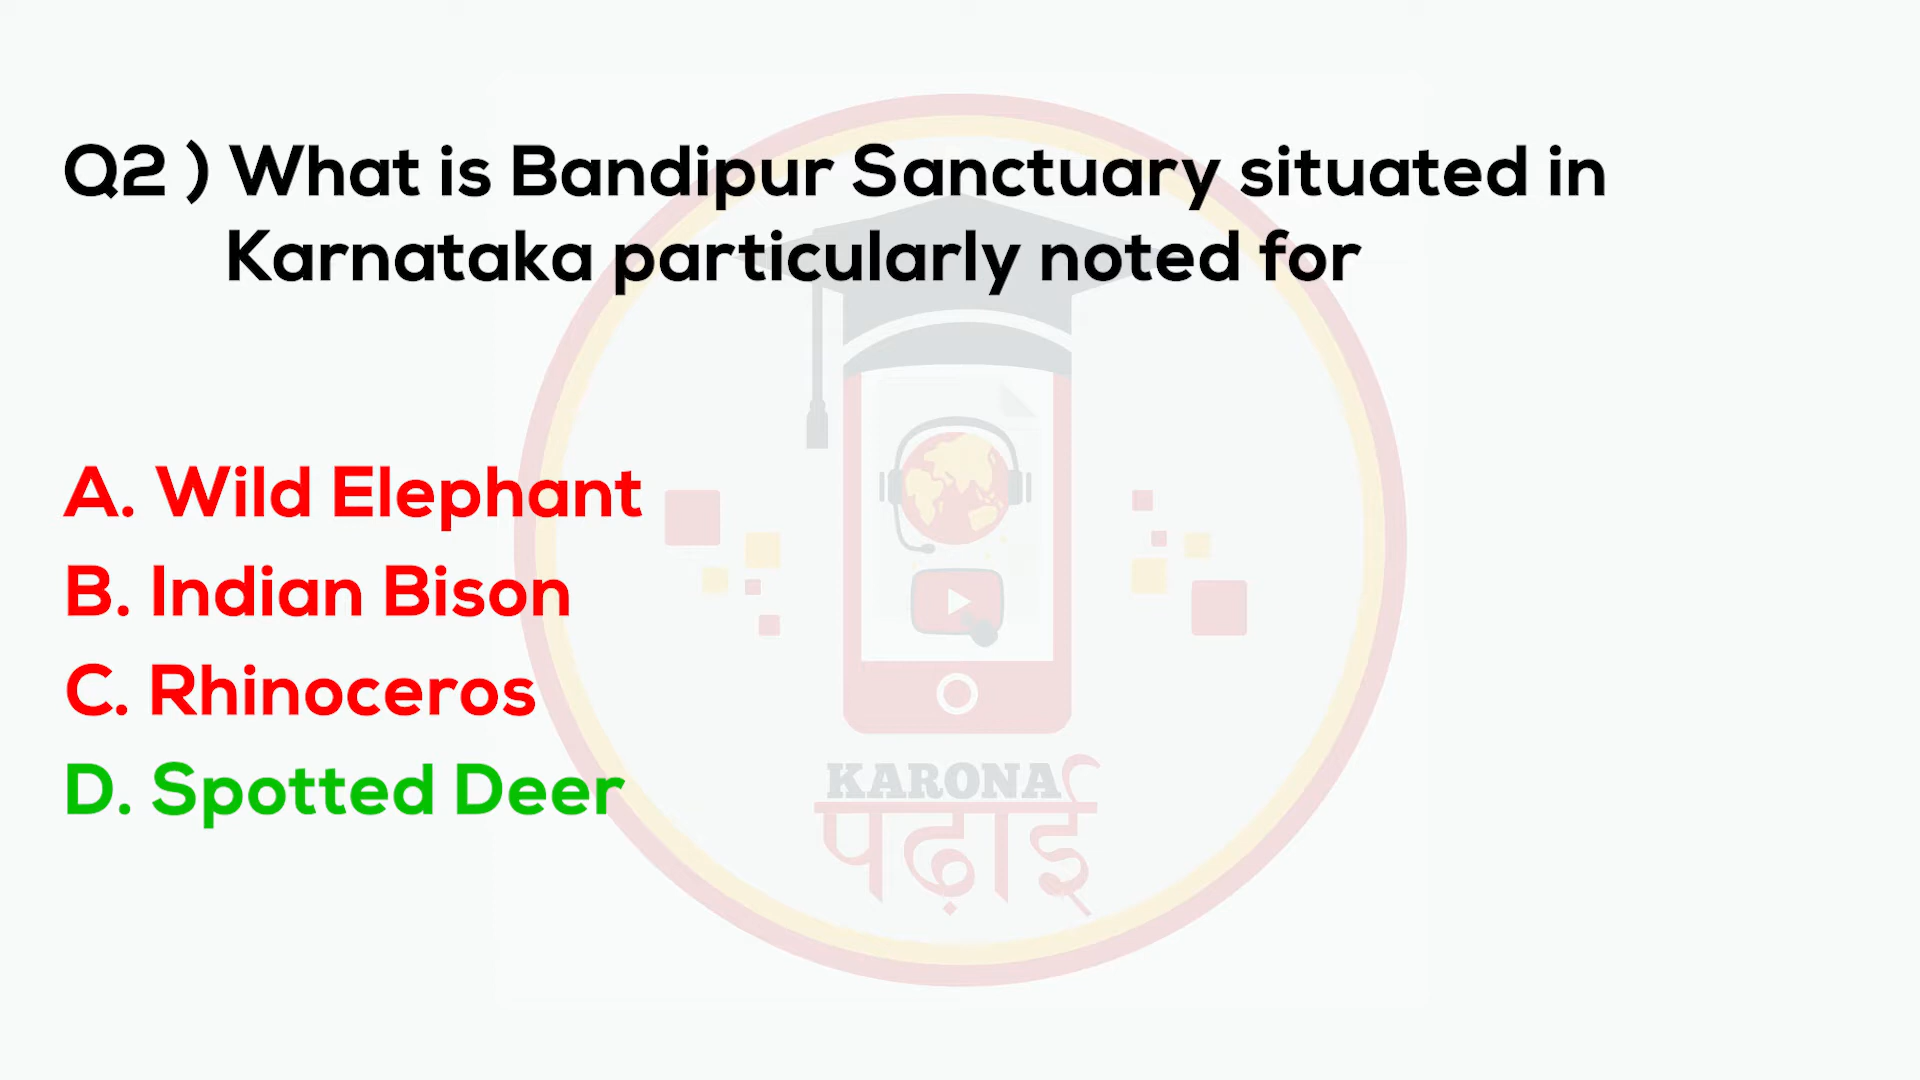 Q2 ) What is Bandipur Sanctuary situated in
Karnataka particularly noted for
A. Wild Elephant
B. Indian Bison
C. Rhinoceros
D. Spotted Deer
KARONA
पढ़ाई